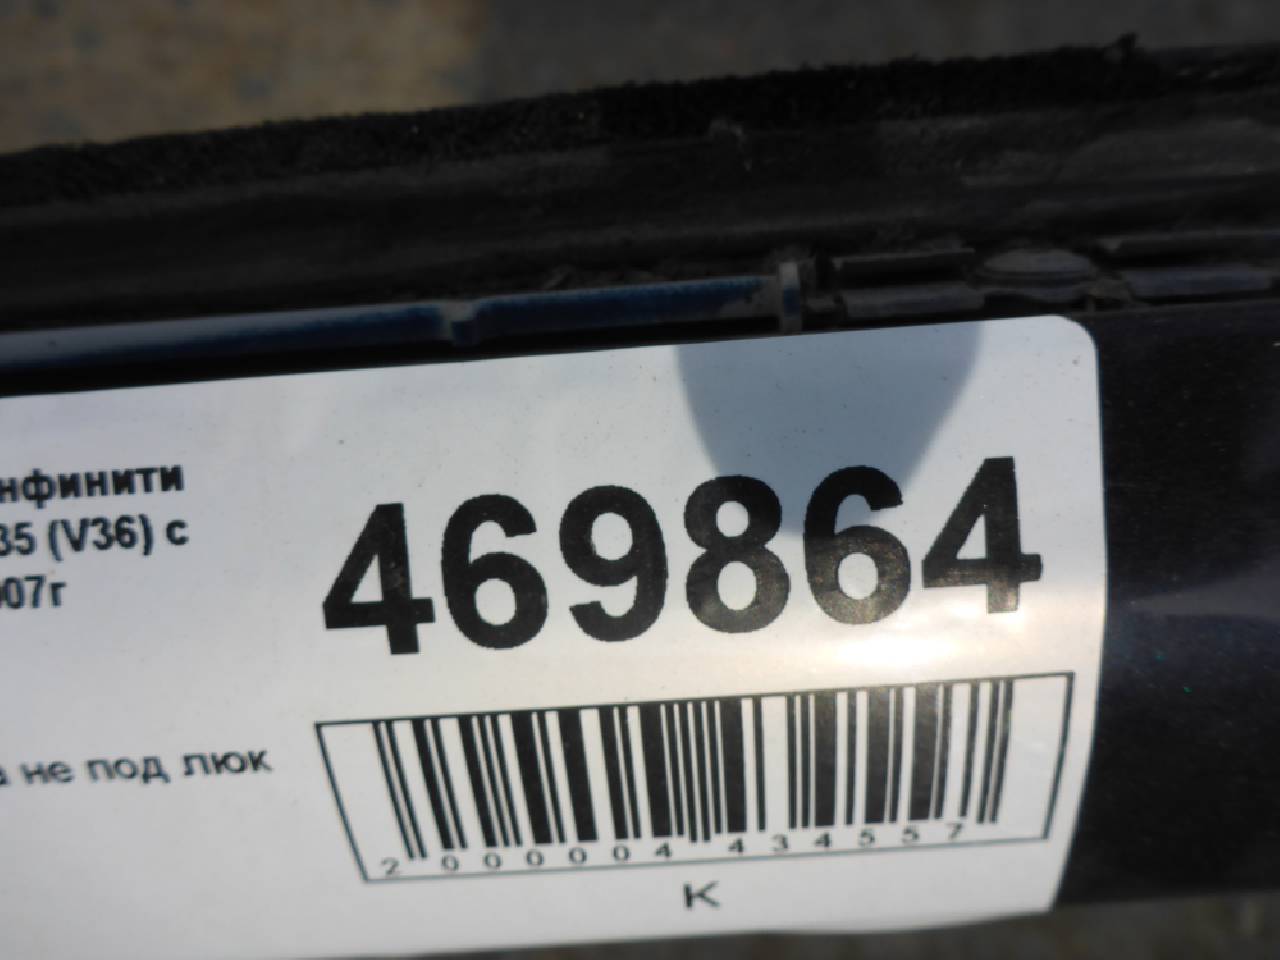 нфинити
35 (V36) с
007г
469864
не под люк
2 000004 434557
К